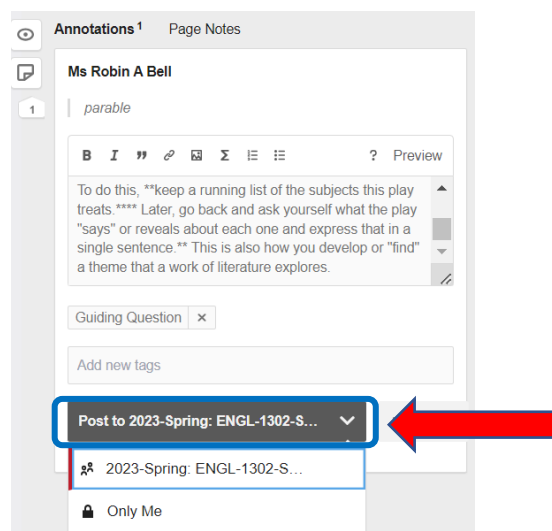 Annotations 1 Page Notes
Ms Robin A Bell
1
parable
B I " Σ ? Preview
To do this, **keep a running list of the subjects this play
treats.**** Later, go back and ask yourself what the play
"says" or reveals about each one and express that in a
single sentence.** This is also how you develop or "find"
a theme that a work of literature explores.
Guiding Question ×
Add new tags
Post to 2023-Spring: ENGL-1302-S...
2023-Spring: ENGL-1302-S...
Only Me